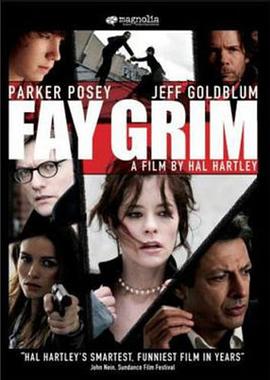 magnolia
PARKER POSEY JEFF GOLDBLUM
FAY GRIM
A FILM BY HAL HARTLEY
"HAL HARTLEY'S SMARTEST, FUNNIEST FILM IN YEARS"
John Nein, Sundance Film Festival